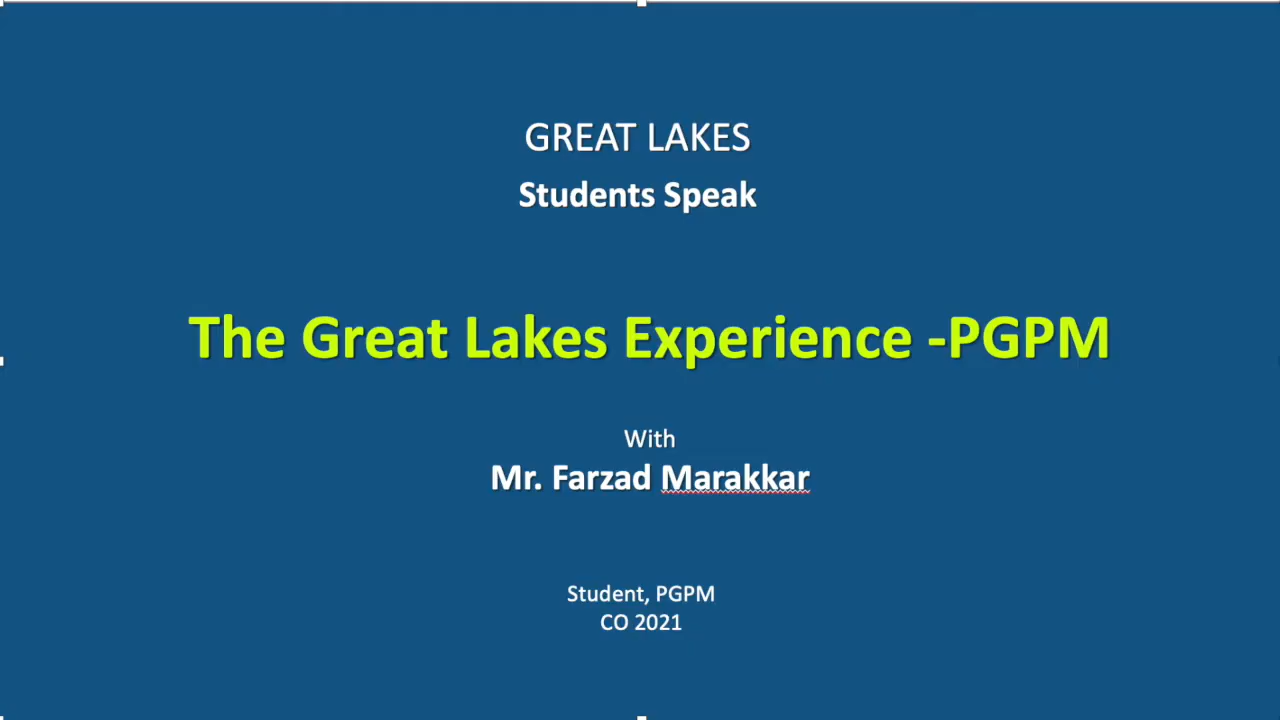 GREAT LAKES
Students Speak
The Great Lakes Experience -PGPM
With
Mr. Farzad Marakkar
Student, PGPM
CO 2021